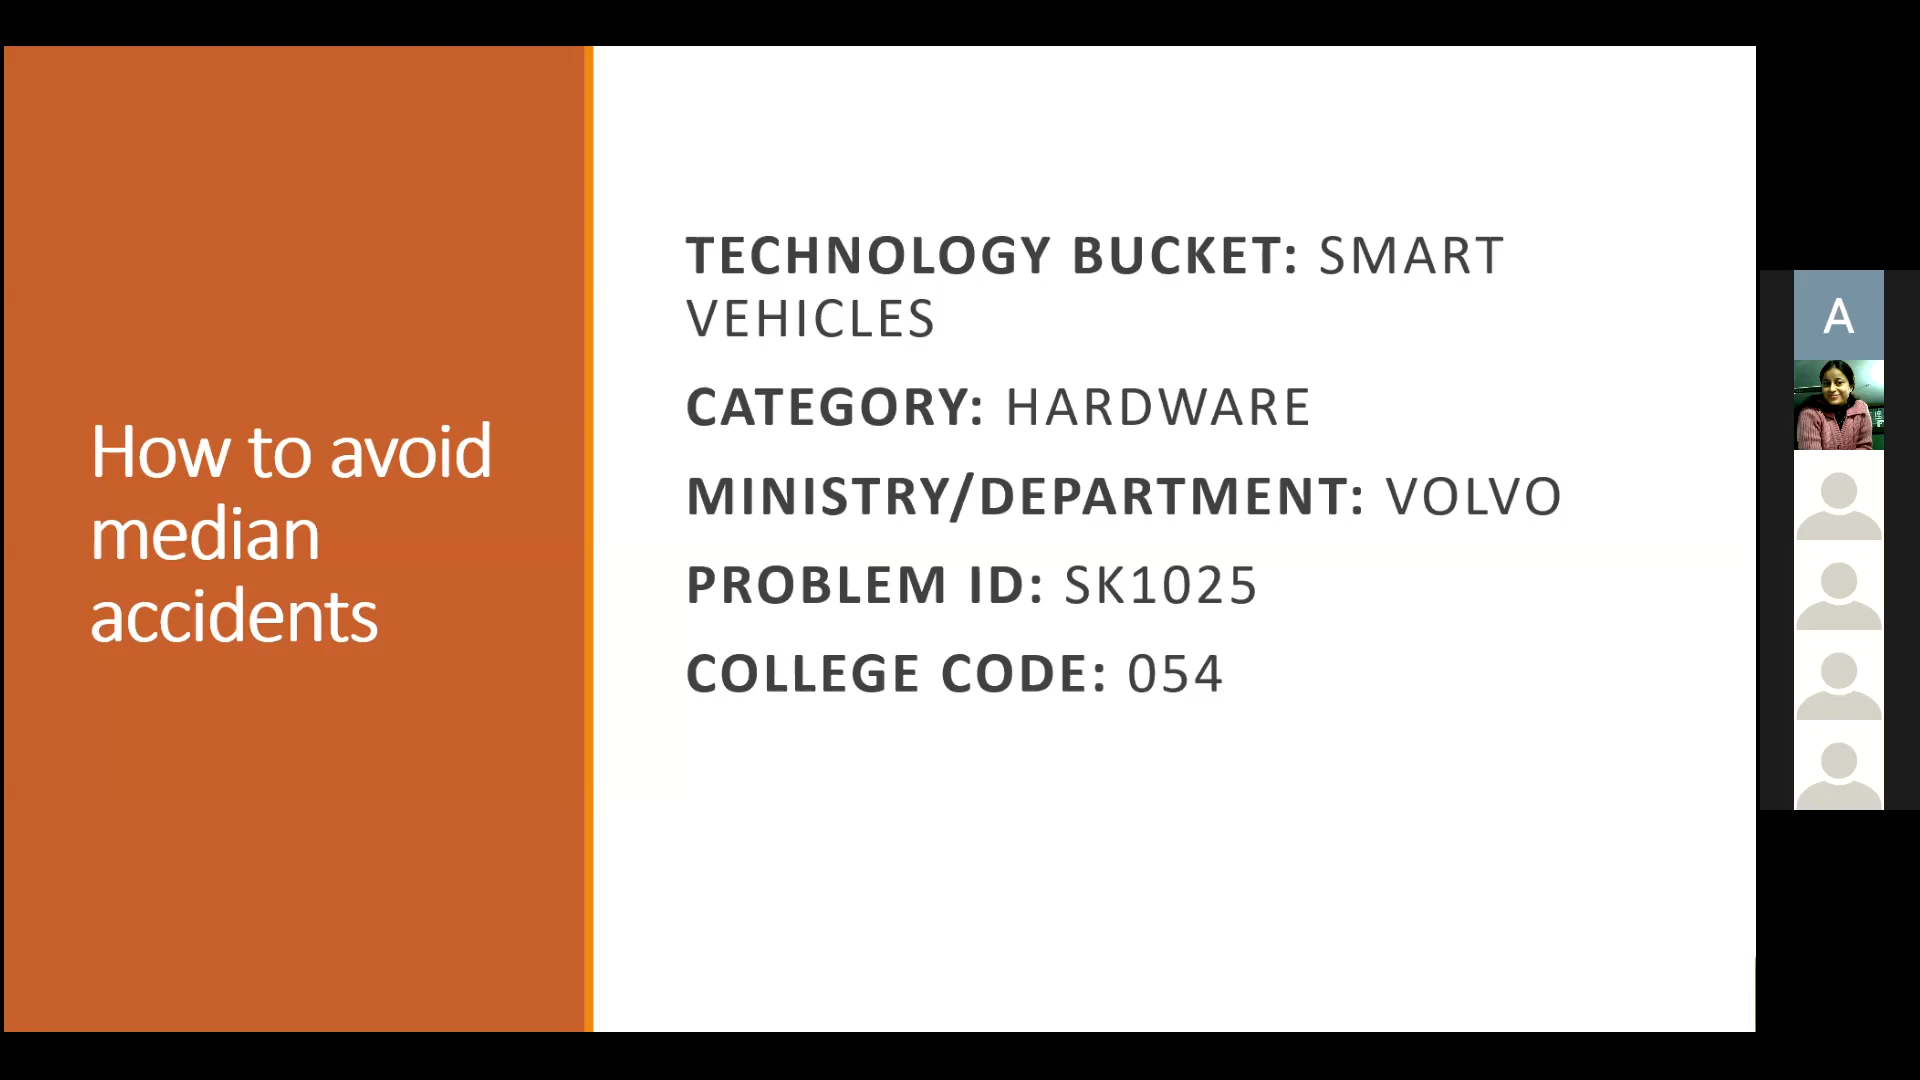 How to avoid
median
accidents
TECHNOLOGY BUCKET: SMART
VEHICLES
CATEGORY: HARDWARE
MINISTRY/DEPARTMENT: VOLVO
PROBLEM ID: SK1025
COLLEGE CODE: 054
A